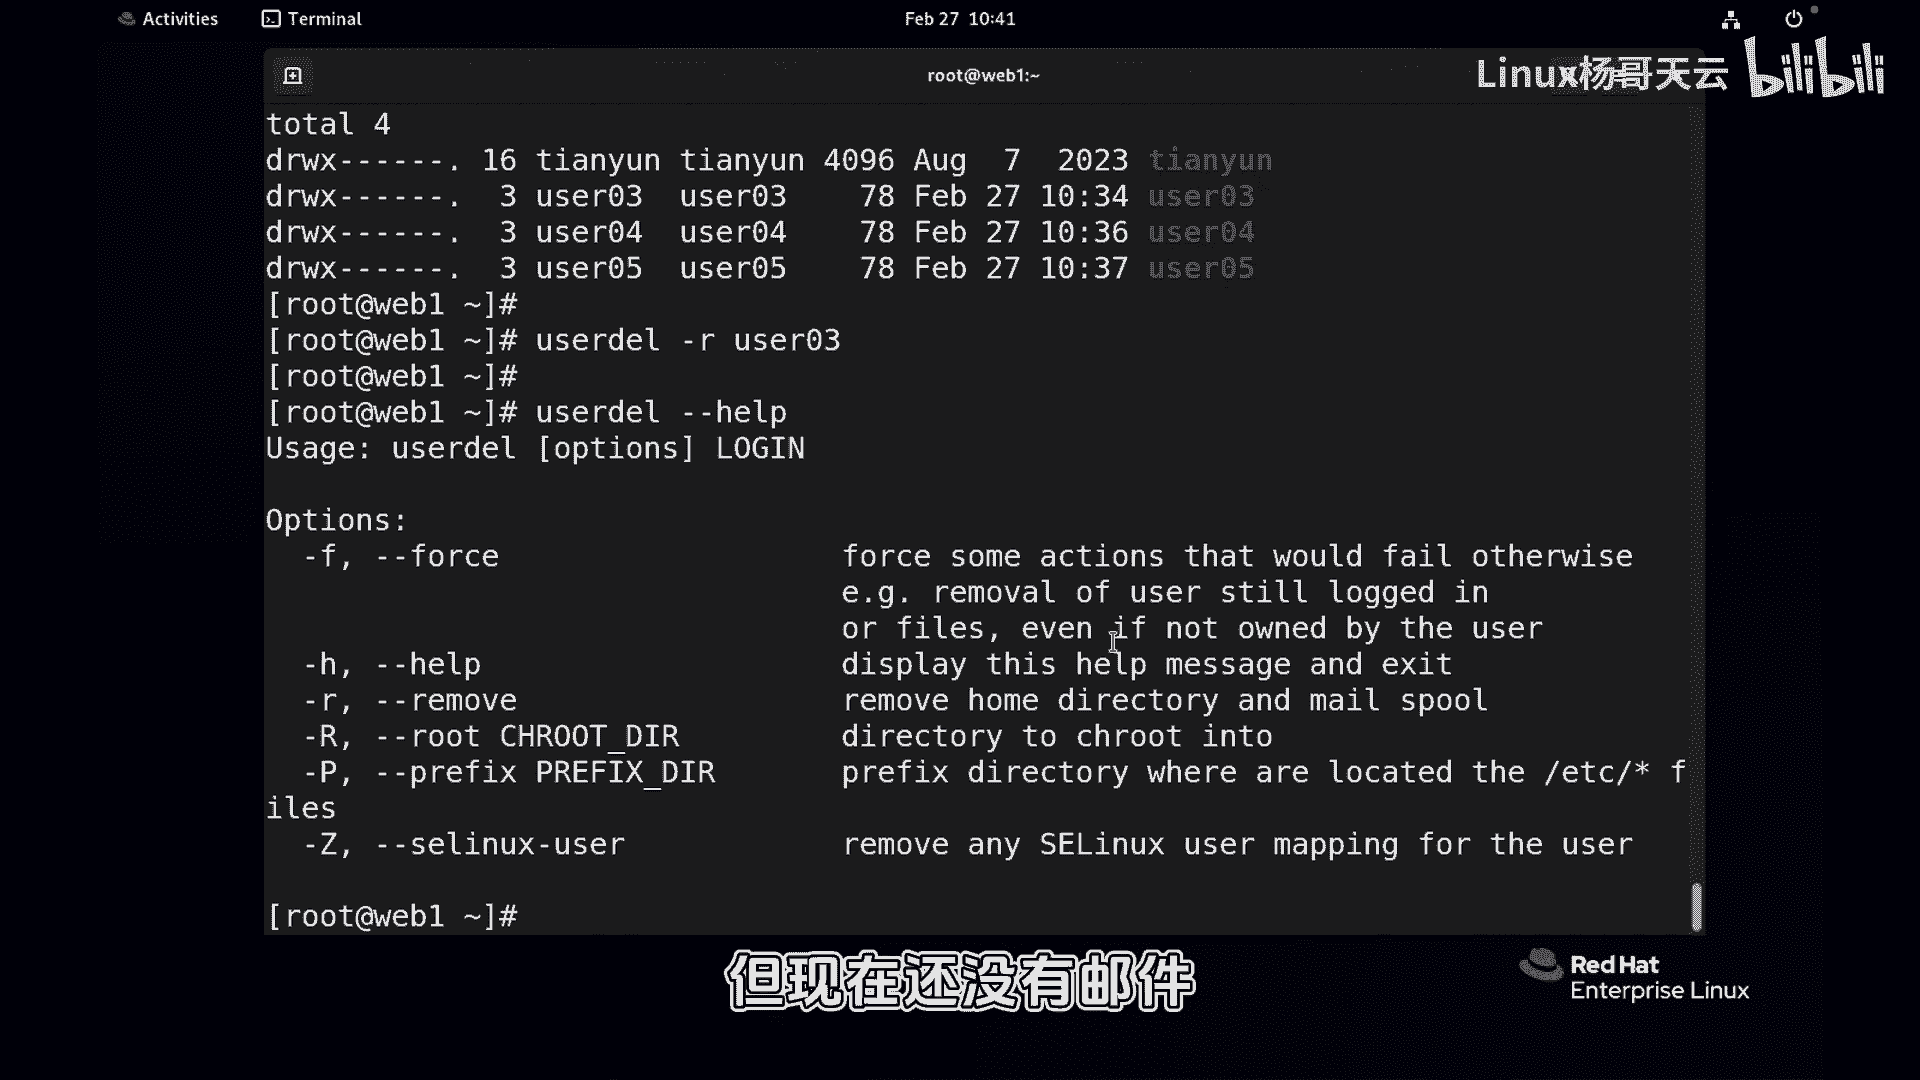 Activities Terminal Feb 27 10:41
root@web1:~
Linux杨哥天云 bilibili
total 4
drwx------. 16 tianyun tianyun 4096 Aug  7  2023 tianyun
drwx------.  3 user03  user03    78 Feb 27 10:34 user03
drwx------.  3 user04  user04    78 Feb 27 10:36 user04
drwx------.  3 user05  user05    78 Feb 27 10:37 user05
[root@web1 ~]#
[root@web1 ~]# userdel -r user03
[root@web1 ~]#
[root@web1 ~]# userdel --help
Usage: userdel [options] LOGIN
Options:
  -f, --force                   force some actions that would fail otherwise
                                e.g. removal of user still logged in
                                or files, even if not owned by the user
  -h, --help                    display this help message and exit
  -r, --remove                  remove home directory and mail spool
  -R, --root CHROOT_DIR         directory to chroot into
  -P, --prefix PREFIX_DIR       prefix directory where are located the /etc/* f
iles
  -Z, --selinux-user            remove any SELinux user mapping for the user
[root@web1 ~]#
但现在还没有邮件
Red Hat
Enterprise Linux